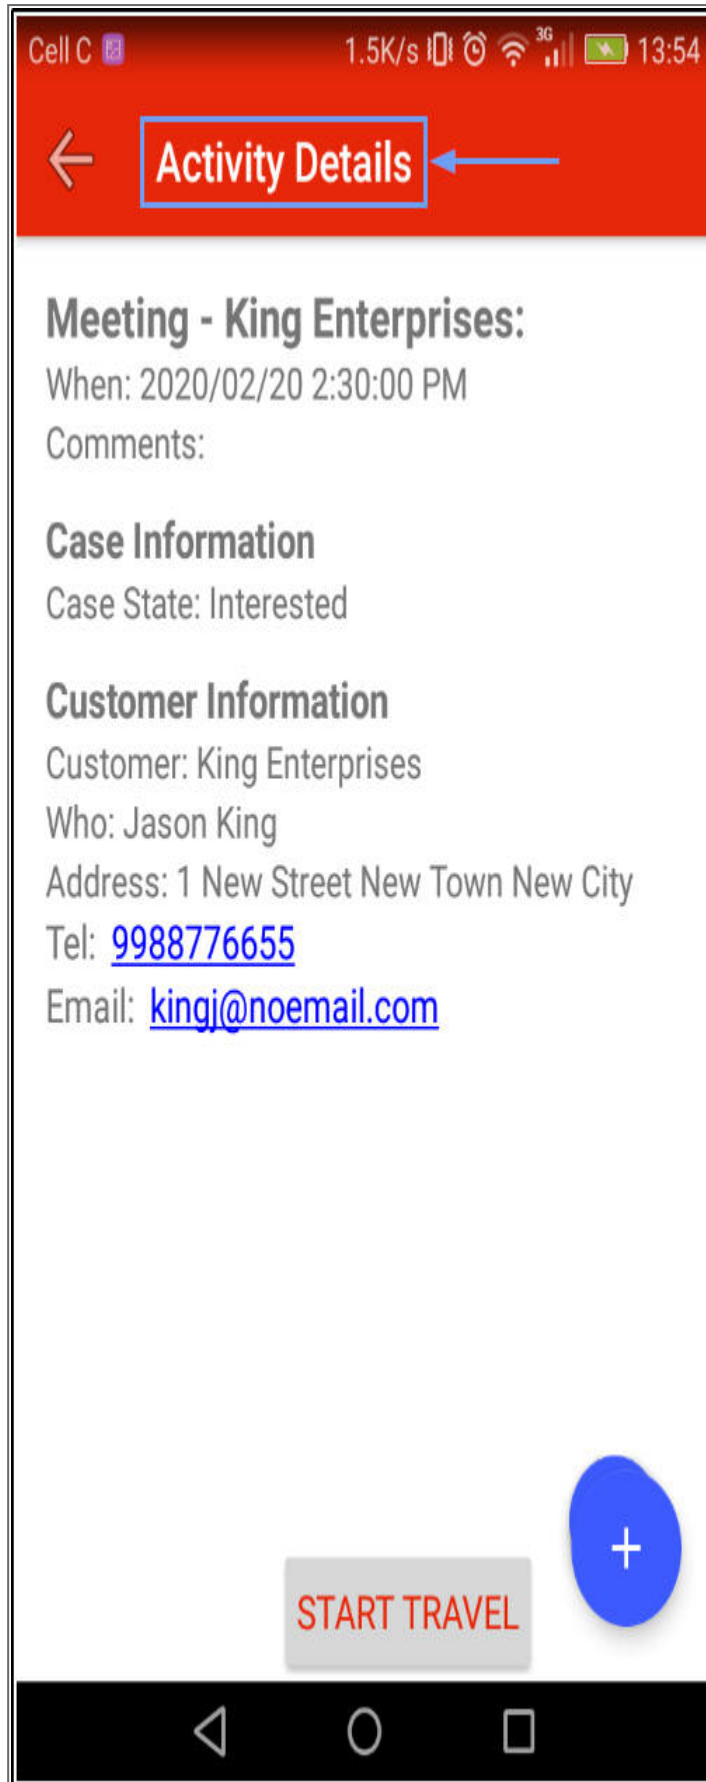 Cell C 1.5K/s 3G 13:54
Activity Details
Meeting - King Enterprises:
When: 2020/02/20 2:30:00 PM
Comments:
Case Information
Case State: Interested
Customer Information
Customer: King Enterprises
Who: Jason King
Address: 1 New Street New Town New City
Tel: 9988776655
Email: kingj@noemail.com
+
START TRAVEL